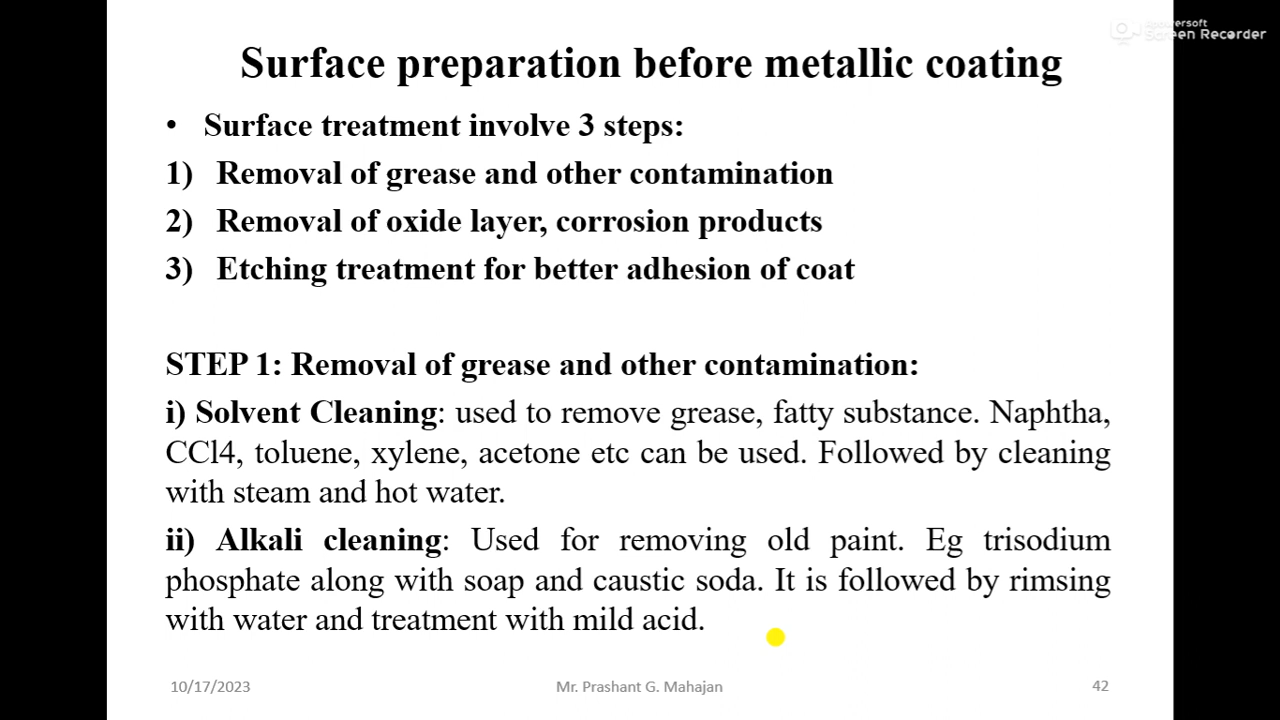 Apowersoft
Screen Recorder
Surface preparation before metallic coating
• Surface treatment involve 3 steps:
1) Removal of grease and other contamination
2) Removal of oxide layer, corrosion products
3) Etching treatment for better adhesion of coat
STEP 1: Removal of grease and other contamination:
i) Solvent Cleaning: used to remove grease, fatty substance. Naphtha,
CCl4, toluene, xylene, acetone etc can be used. Followed by cleaning
with steam and hot water.
ii) Alkali cleaning: Used for removing old paint. Eg trisodium
phosphate along with soap and caustic soda. It is followed by rimsing
with water and treatment with mild acid.
10/17/2023 Mr. Prashant G. Mahajan 42